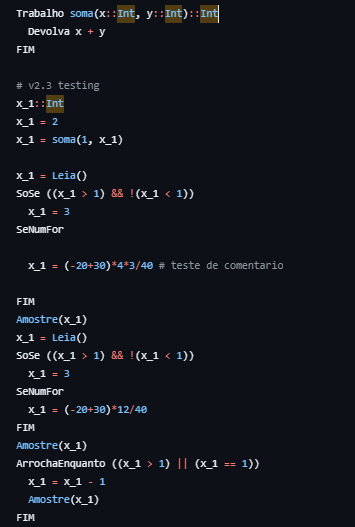 Trabalho soma(x::Int, y::Int)::Int
Devolva x + y
FIM
# v2.3 testing
x_1::Int
x_1 = 2
x_1 = soma(1, x_1)
x_1 = Leia()
SoSe ((x_1 > 1) && !(x_1 < 1))
x_1 = 3
SeNumFor
x_1 = (-20+30)*4*3/40 # teste de comentario
FIM
Amostre(x_1)
x_1 = Leia()
SoSe ((x_1 > 1) && !(x_1 < 1))
x_1 = 3
SeNumFor
x_1 = (-20+30)*12/40
FIM
Amostre(x_1)
ArrochaEnquanto ((x_1 > 1) || (x_1 == 1))
x_1 = x_1 - 1
Amostre(x_1)
FIM